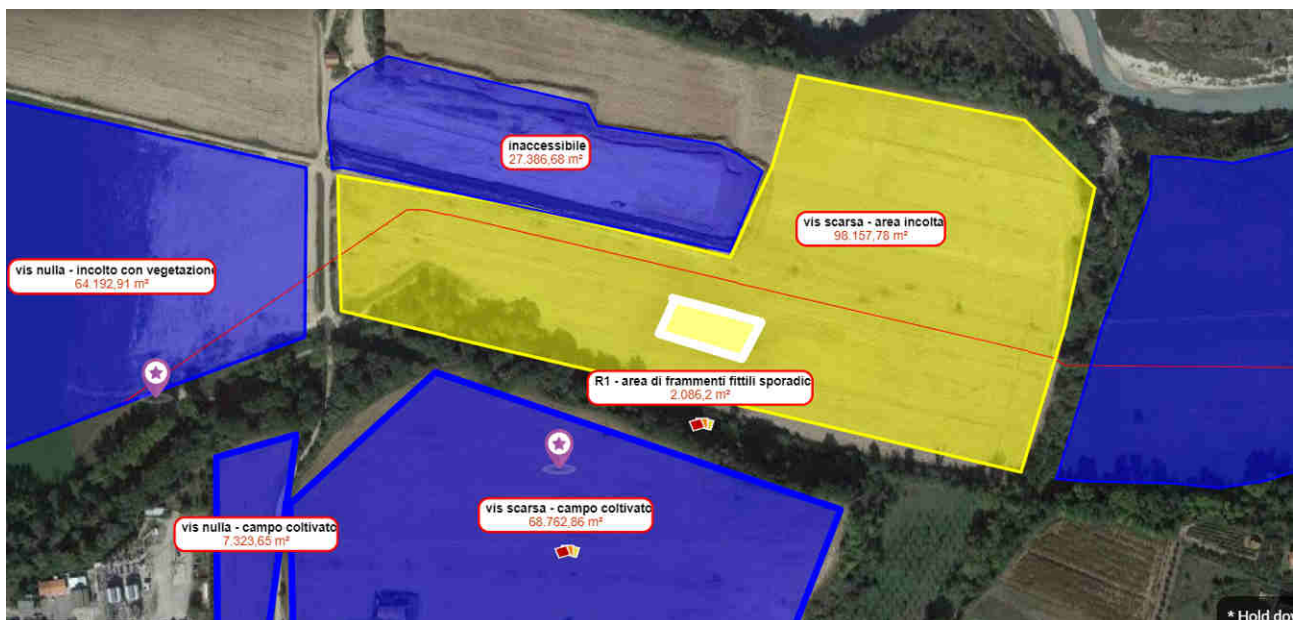 inaccessibile
27.386,68 m²
vis scarsa - area incolta
98.157,78 m²
vis nulla - incolto con vegetazione
64.192,91 m²
R1 - area di frammenti fittili sporadic
2.086,2 m²
vis scarsa - campo coltivato
68.762,86 m²
vis nulla - campo coltivato
7.323,65 m²
* Hold dov